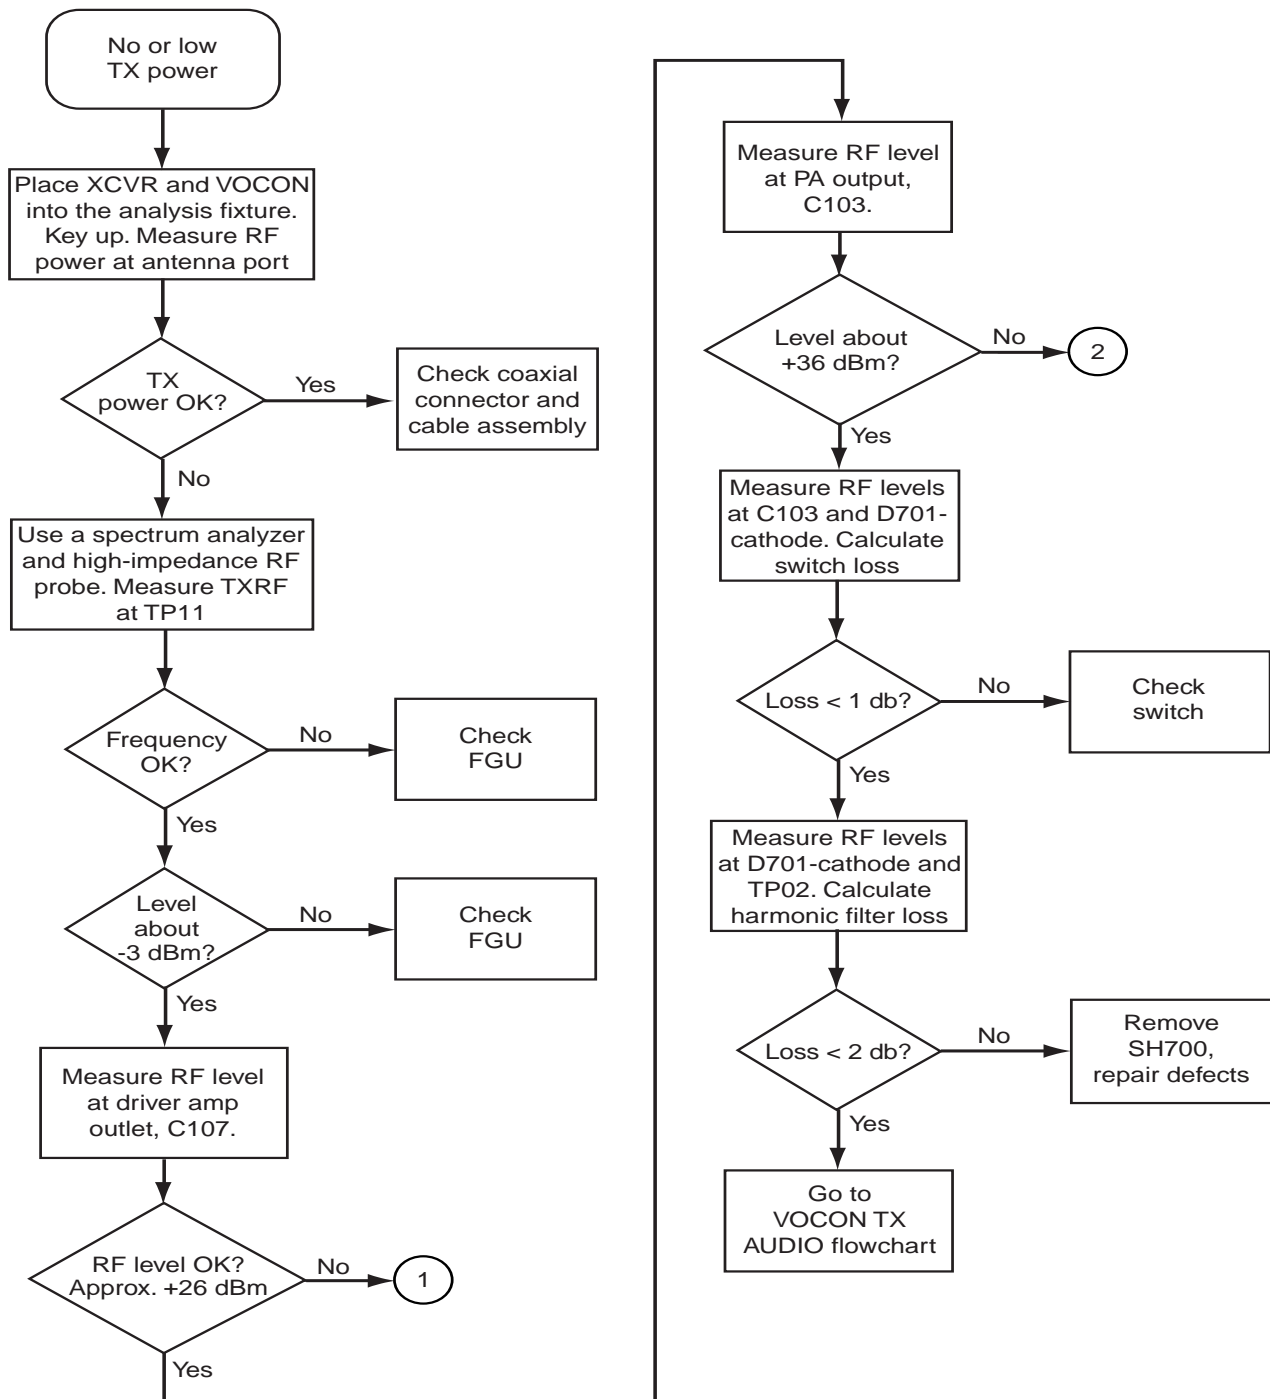 No or low
TX power
Place XCVR and VOCON
into the analysis fixture.
Key up. Measure RF
power at antenna port
TX
power OK?
Yes
Check coaxial
connector and
cable assembly
No
Use a spectrum analyzer
and high-impedance RF
probe. Measure TXRF
at TP11
Frequency
OK?
No
Check
FGU
Yes
Level
about
-3 dBm?
No
Check
FGU
Yes
Measure RF level
at driver amp
outlet, C107.
RF level OK?
Approx. +26 dBm
No
1
Yes
Measure RF level
at PA output,
C103.
Level about
+36 dBm?
No
2
Yes
Measure RF levels
at C103 and D701-
cathode. Calculate
switch loss
Loss < 1 db?
No
Check
switch
Yes
Measure RF levels
at D701-cathode and
TP02. Calculate
harmonic filter loss
Loss < 2 db?
No
Remove
SH700,
repair defects
Yes
Go to
VOCON TX
AUDIO flowchart